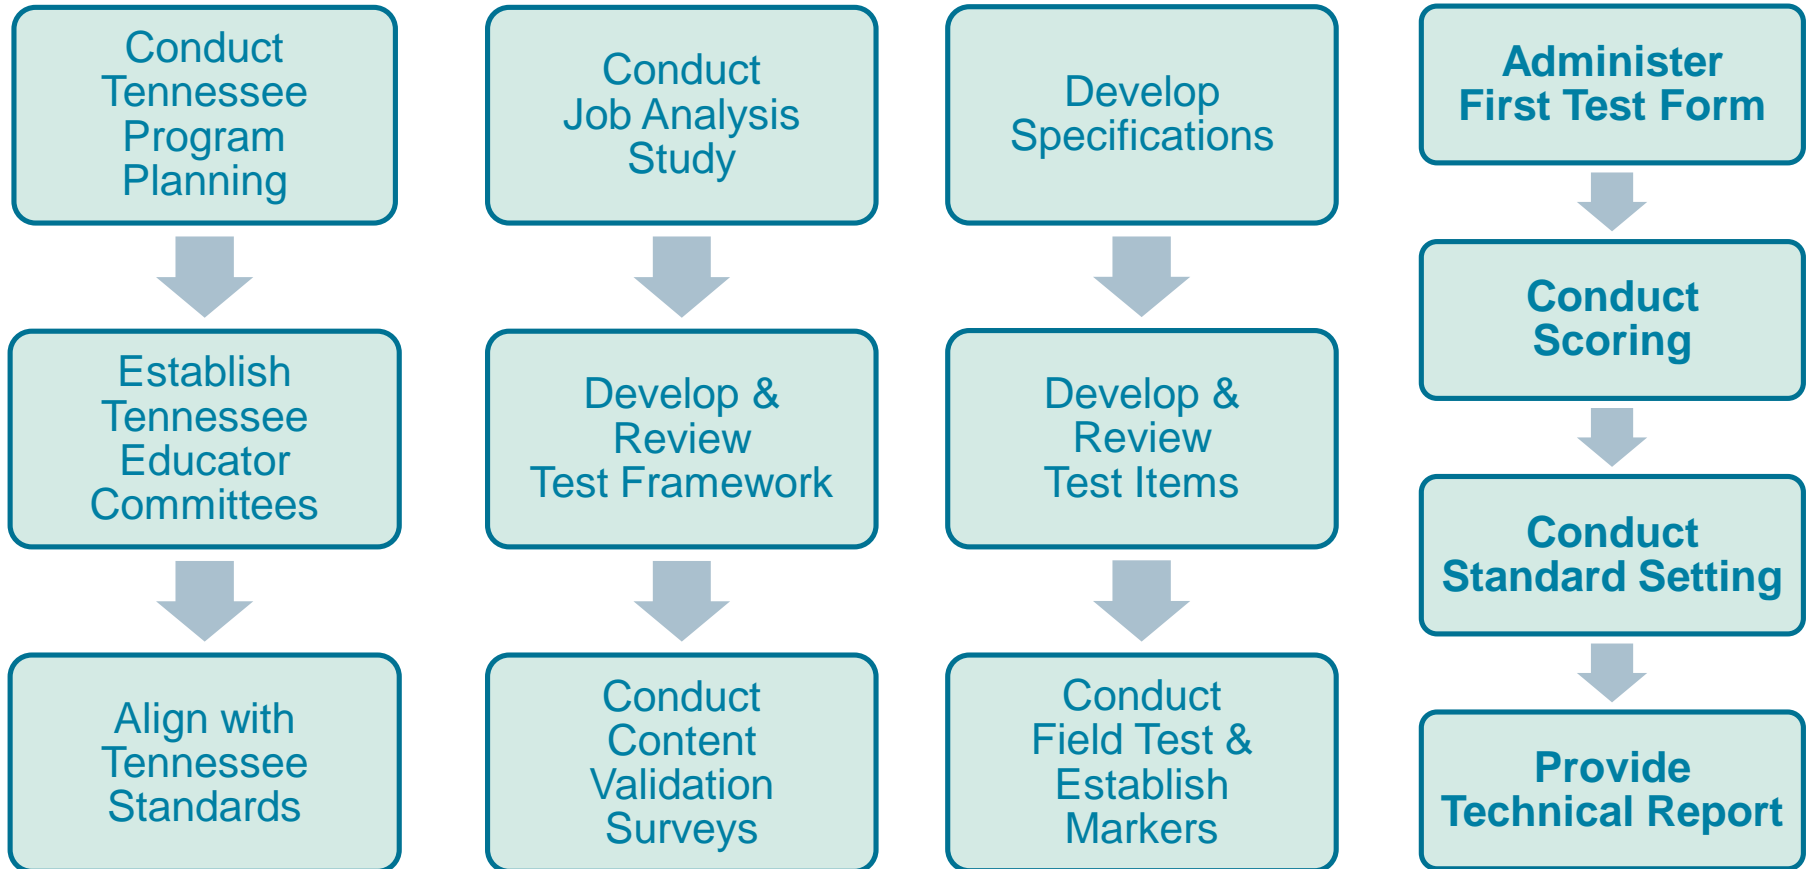 Conduct
Tennessee
Program
Planning
Establish
Tennessee
Educator
Committees
Align with
Tennessee
Standards
Conduct
Job Analysis
Study
Develop &
Review
Test Framework
Conduct
Content
Validation
Surveys
Develop
Specifications
Develop &
Review
Test Items
Conduct
Field Test &
Establish
Markers
Administer
First Test Form
Conduct
Scoring
Conduct
Standard Setting
Provide
Technical Report